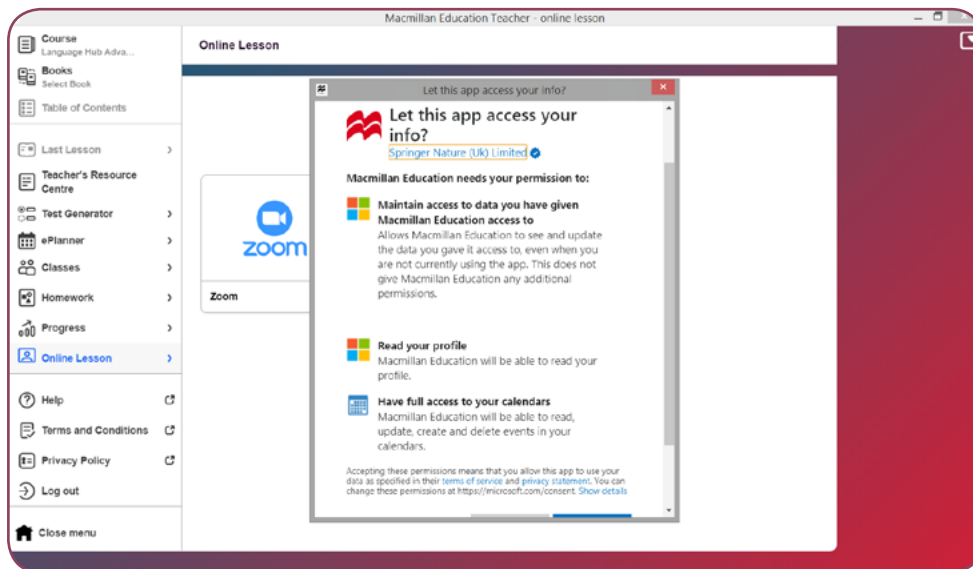 Macmillan Education Teacher - online lesson
Course
Language Hub Adva...
Books
Select Book
Table of Contents
Last Lesson
Teacher's Resource
Centre
Test Generator
ePlanner
Classes
Homework
Progress
Online Lesson
Help
Terms and Conditions
Privacy Policy
Log out
Close menu
Online Lesson
zoom
Zoom
Let this app access your info?
Let this app access your
info?
Springer Nature (Uk) Limited
Macmillan Education needs your permission to:
Maintain access to data you have given
Macmillan Education access to
Allows Macmillan Education to see and update
the data you gave it access to, even when you
are not currently using the app. This does not
give Macmillan Education any additional
permissions.
Read your profile
Macmillan Education will be able to read your
profile.
Have full access to your calendars
Macmillan Education will be able to read,
update, create and delete events in your
calendars.
Accepting these permissions means that you allow this app to use your
data as specified in their terms of service and privacy statement. You can
change these permissions at https://microsoft.com/consent. Show details